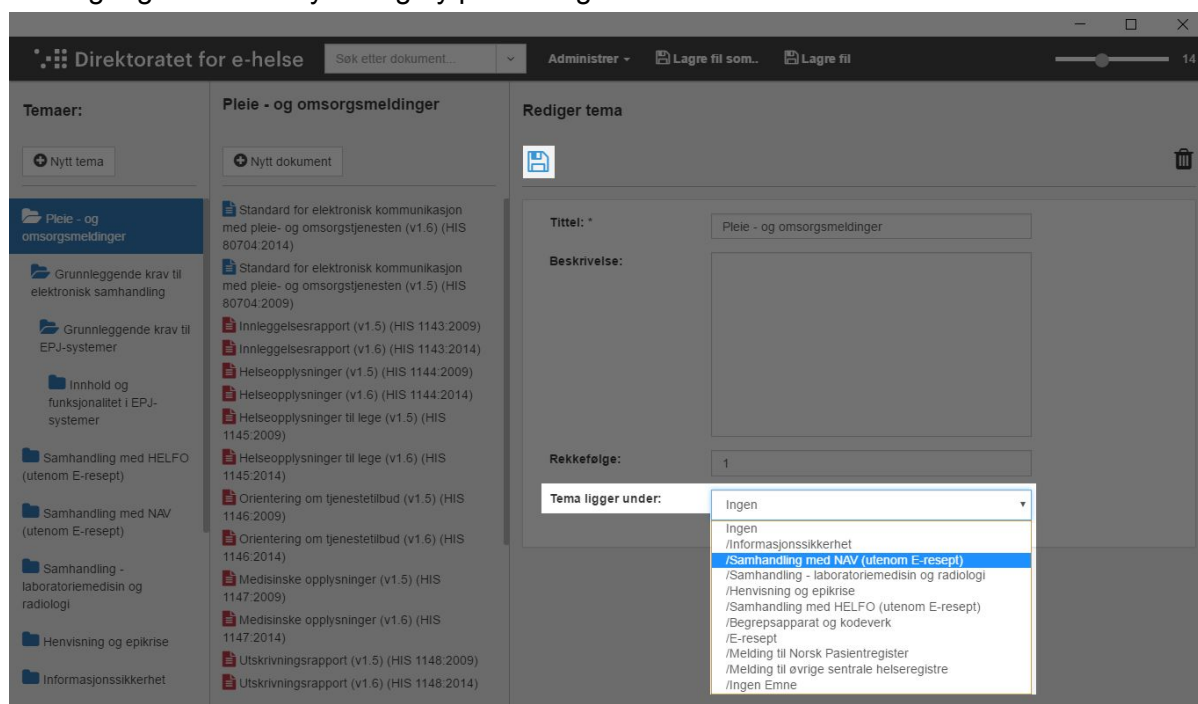 Direktoratet for e-helse
Søk etter dokument...
Administrer
Lagre fil som..
Lagre fil
14
Temaer:
Nytt tema
Pleie - og
omsorgsmeldinger
Grunnleggende krav til
elektronisk samhandling
Grunnleggende krav til
EPJ-systemer
Innhold og
funksjonalitet i EPJ-
systemer
Samhandling med HELFO
(utenom E-resept)
Samhandling med NAV
(utenom E-resept)
Samhandling -
laboratoriemedisin og
radiologi
Henvisning og epikrise
Informasjonssikkerhet
Pleie - og omsorgsmeldinger
Nytt dokument
Standard for elektronisk kommunikasjon
med pleie- og omsorgstjenesten (v1.6) (HIS
80704:2014)
Standard for elektronisk kommunikasjon
med pleie- og omsorgstjenesten (v1.5) (HIS
80704:2009)
Innleggelsesrapport (v1.5) (HIS 1143:2009)
Innleggelsesrapport (v1.6) (HIS 1143:2014)
Helseopplysninger (v1.5) (HIS 1144:2009)
Helseopplysninger (v1.6) (HIS 1144:2014)
Helseopplysninger til lege (v1.5) (HIS
1145:2009)
Helseopplysninger til lege (v1.6) (HIS
1145:2014)
Orientering om tjenestetilbud (v1.5) (HIS
1146:2009)
Orientering om tjenestetilbud (v1.6) (HIS
1146:2014)
Medisinske opplysninger (v1.5) (HIS
1147:2009)
Medisinske opplysninger (v1.6) (HIS
1147:2014)
Utskrivningsrapport (v1.5) (HIS 1148:2009)
Utskrivningsrapport (v1.6) (HIS 1148:2014)
Rediger tema
Tittel: *
Pleie - og omsorgsmeldinger
Beskrivelse:
Rekkefølge:
1
Tema ligger under:
Ingen
Ingen
/Informasjonssikkerhet
/Samhandling med NAV (utenom E-resept)
/Samhandling - laboratoriemedisin og radiologi
/Henvisning og epikrise
/Samhandling med HELFO (utenom E-resept)
/Begrepsapparat og kodeverk
/E-resept
/Melding til Norsk Pasientregister
/Melding til øvrige sentrale helseregistre
/Ingen Emne